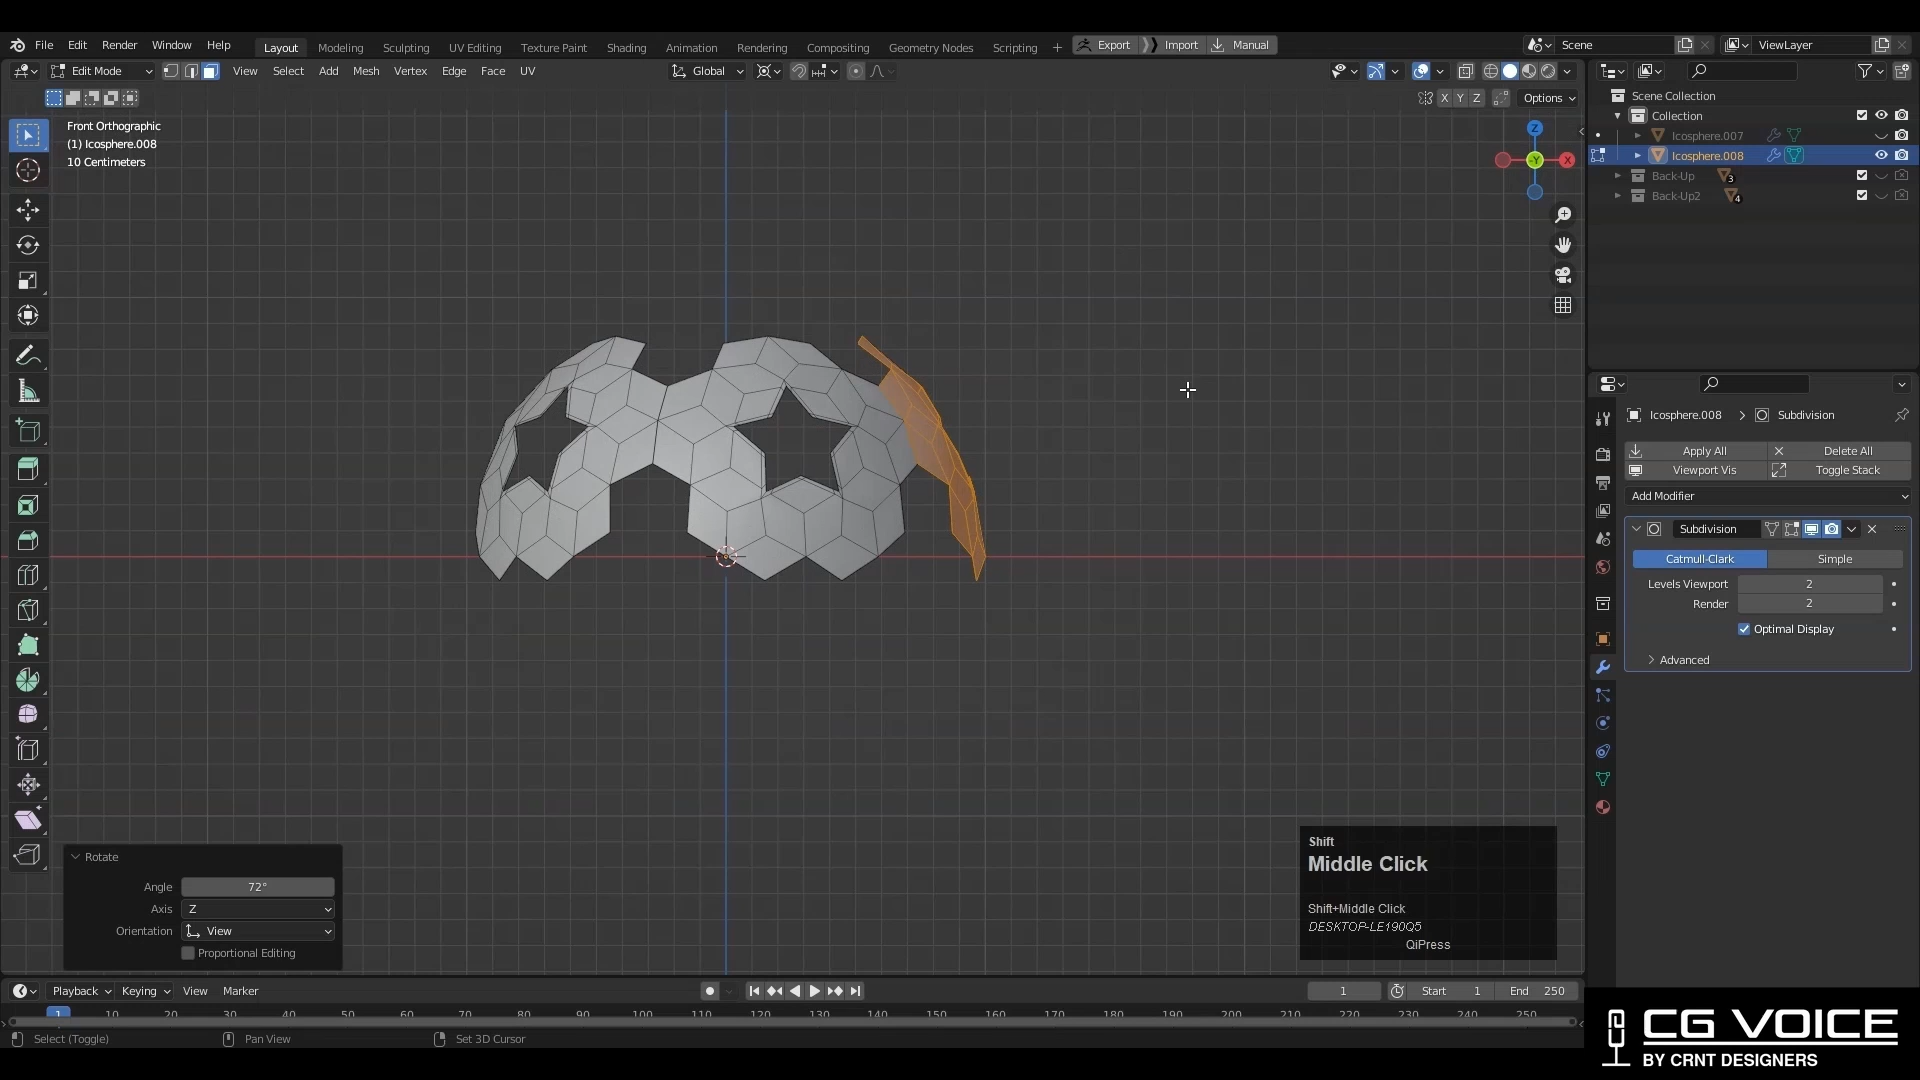 File Edit Render Window Help Layout Modeling Sculpting UV Editing Texture Paint Shading Animation Rendering Compositing Geometry Nodes Scripting + Export Import Manual Scene ViewLayer
Edit Mode View Select Add Mesh Vertex Edge Face UV Global
X Y Z Options
Front Orthographic
(1) Icosphere.008
10 Centimeters
Z
Y
X
Scene Collection
Collection
Icosphere.007
Icosphere.008
Back-Up 3
Back-Up2 4
Icosphere.008 > Subdivision
Apply All Delete All
Viewport Vis Toggle Stack
Add Modifier
Subdivision
Catmull-Clark Simple
Levels Viewport 2
Render 2
Optimal Display
Advanced
Rotate
Angle 72°
Axis Z
Orientation View
Proportional Editing
Shift
Middle Click
Shift+Middle Click
DESKTOP-LE190Q5
QiPress
Playback Keying View Marker 1 Start 1 End 250
1 10 20 30 40 50 60 70 80 90 100 110 120 130 140 150 160 170 180 190 200 210 220 230 240 250
Select (Toggle) Pan View Set 3D Cursor
CG VOICE
BY CRNT DESIGNERS